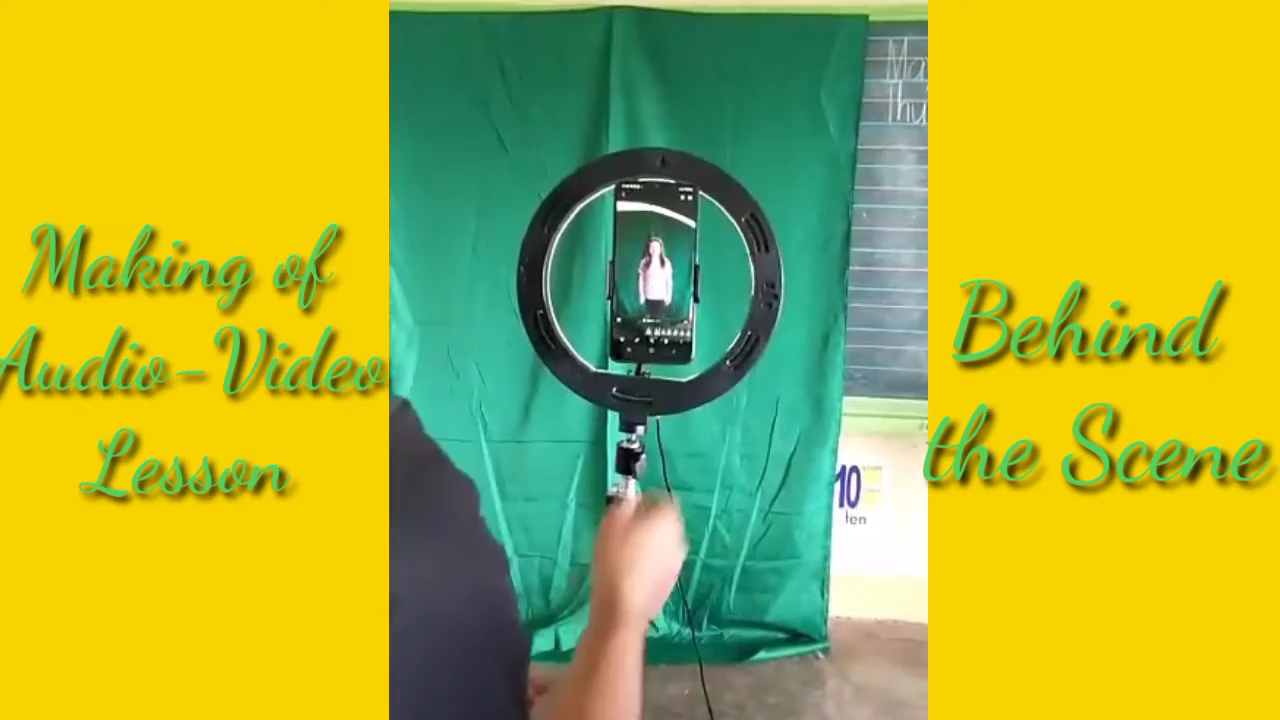 Making of
Audio-Video
Lesson
Behind
the Scene
10
ten